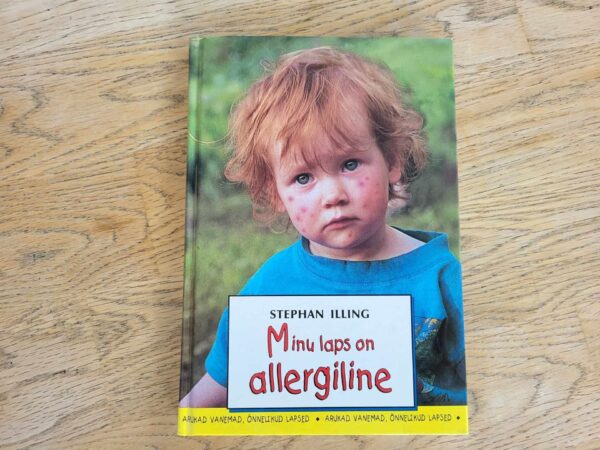 STEPHAN ILLING
Minu laps on
allergiline
ARUKAD VANEMAD, ÕNNELIKUD LAPSED • ARUKAD VANEMAD, ÕNNELIKUD LAPSED •